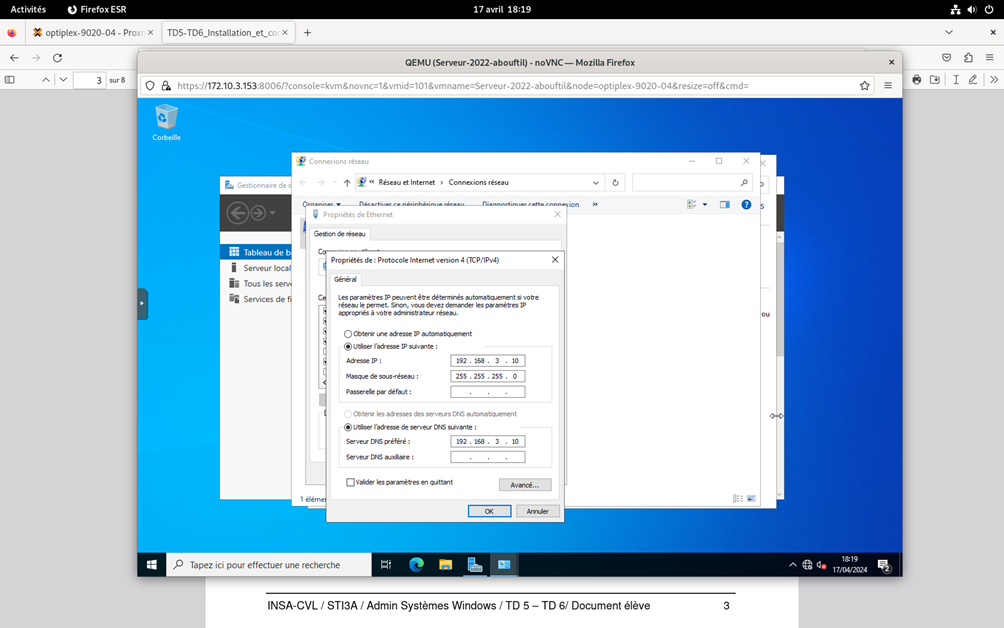 Activités Firefox ESR 17 avril 18:19
optiplex-9020-04 - Proxm × TD5-TD6_Installation_et_co × +
3 sur 8
QEMU (Serveur-2022-abouftil) - noVNC — Mozilla Firefox ×
https://172.10.3.153:8006/?console=kvm&novnc=1&vmid=101&vmname=Serveur-2022-abouftil&node=optiplex-9020-04&resize=off&cmd=
Corbeille
Connexions réseau
Gestionnaire de s
« Réseau et Internet › Connexions réseau
Organiser Désactiver ce périphérique réseau Diagnostiquer cette connexion »
Propriétés de Ethernet
Gestion de réseau
Tableau de b
Serveur local
Tous les serve
Services de fi
Propriétés de : Protocole Internet version 4 (TCP/IPv4)
Général
Les paramètres IP peuvent être déterminés automatiquement si votre
réseau le permet. Sinon, vous devez demander les paramètres IP
appropriés à votre administrateur réseau.
ou
Obtenir une adresse IP automatiquement
Utiliser l'adresse IP suivante :
Adresse IP : 192 . 168 . 3 . 10
Masque de sous-réseau : 255 . 255 . 255 . 0
Passerelle par défaut : . . .
Obtenir les adresses des serveurs DNS automatiquement
Utiliser l'adresse de serveur DNS suivante :
Serveur DNS préféré : 192 . 168 . 3 . 10
Serveur DNS auxiliaire : . . .
Valider les paramètres en quittant
Avancé...
1 élémen
OK Annuler
Tapez ici pour effectuer une recherche
18:19
17/04/2024
2
INSA-CVL / STI3A / Admin Systèmes Windows / TD 5 – TD 6/ Document élève 3